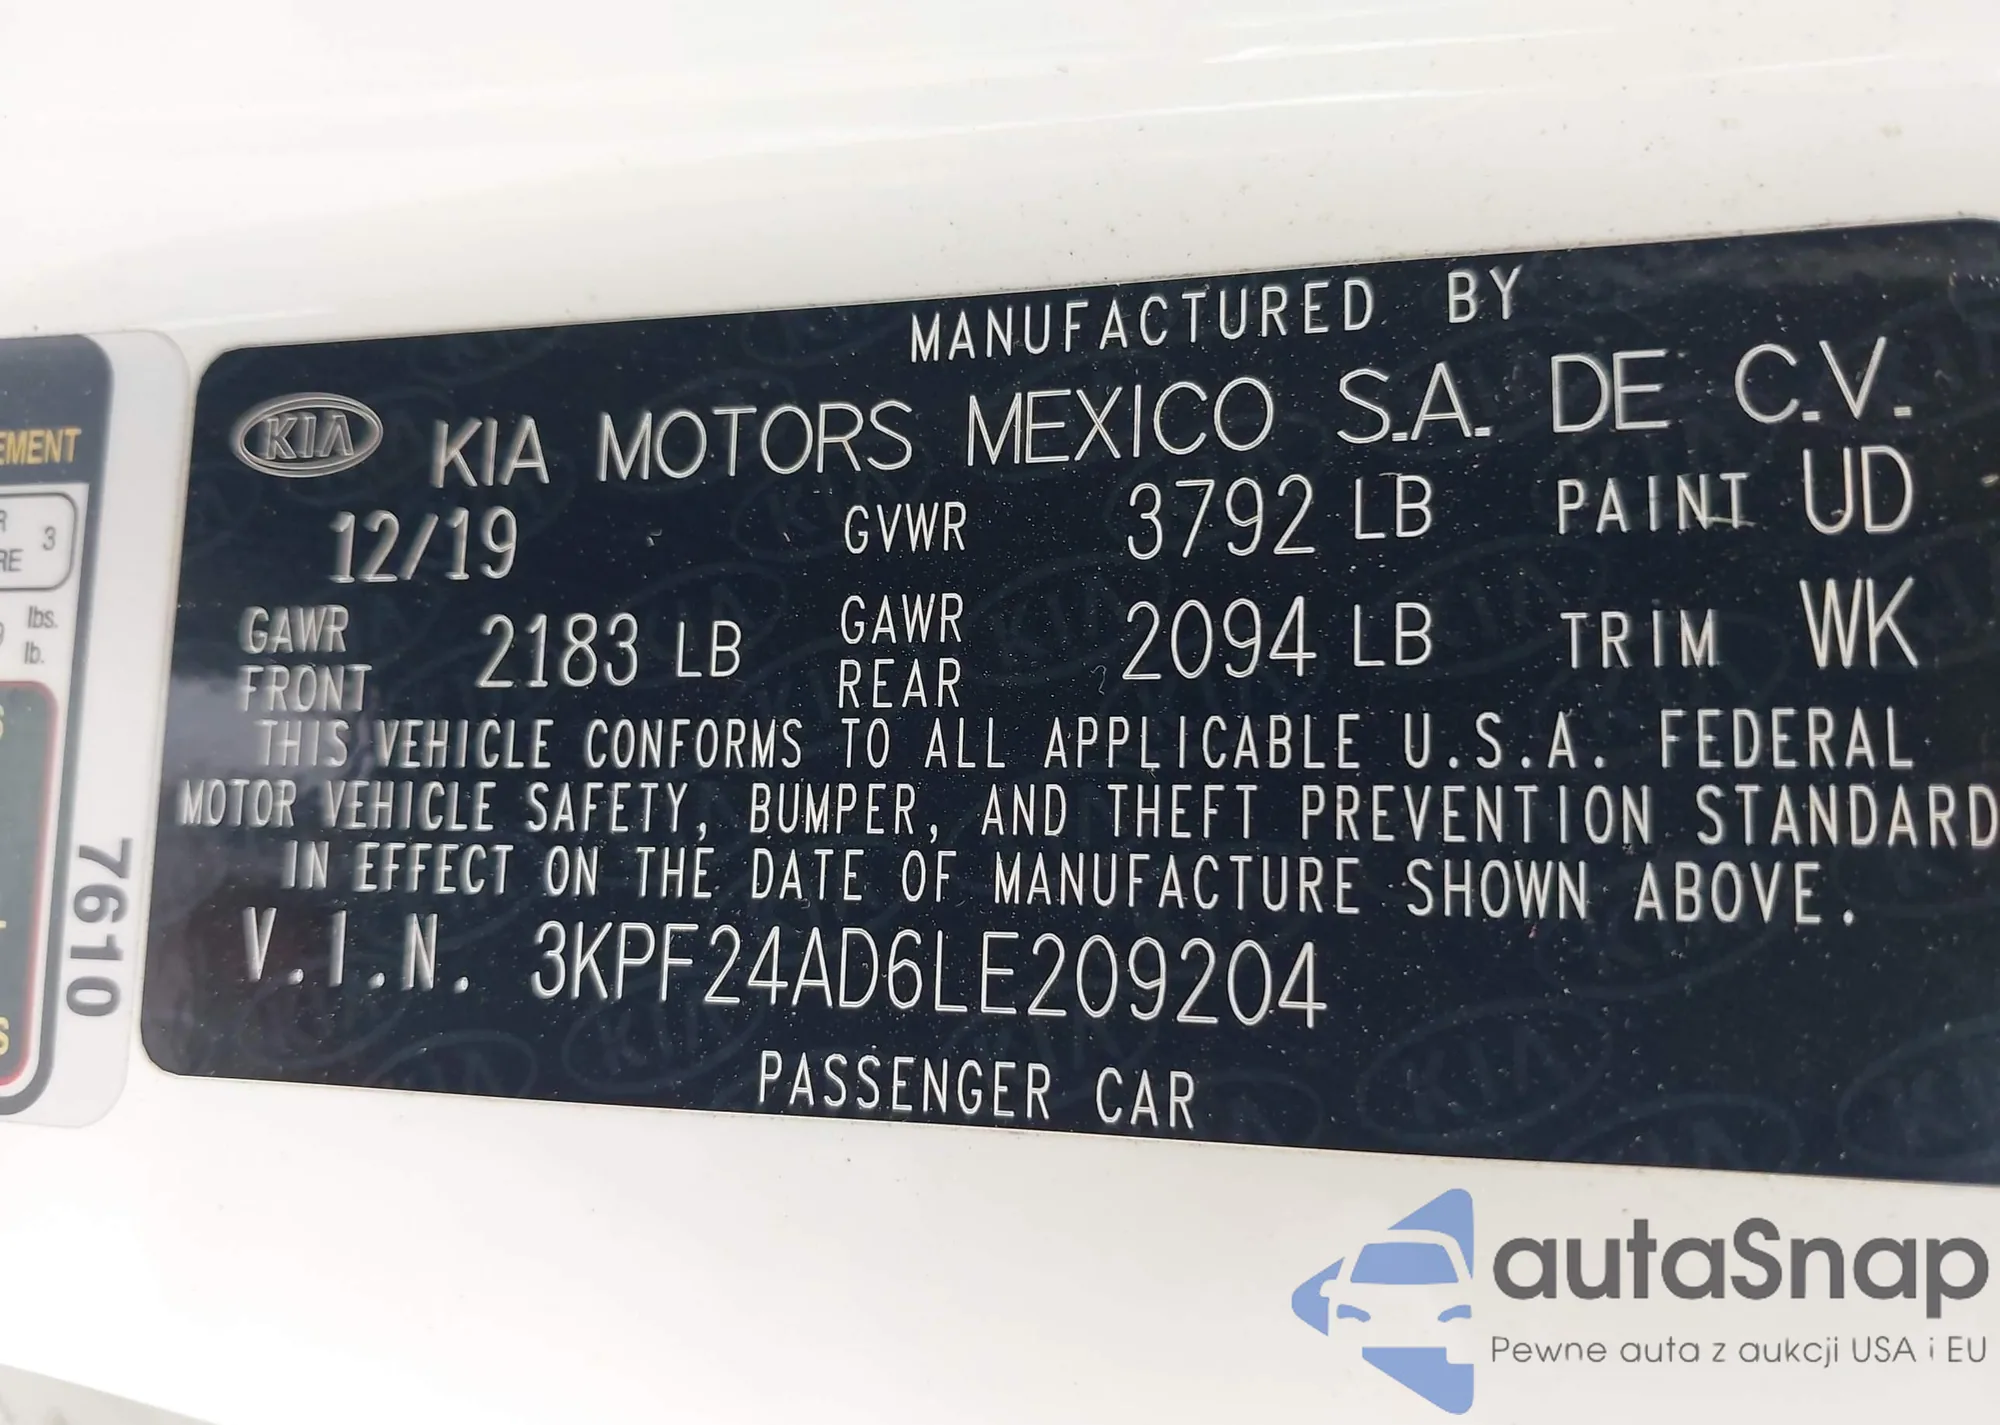 MANUFACTURED BY
KIA KIA MOTORS MEXICO S.A. DE C.V.
12/19 GVWR 3792 LB PAINT UD
GAWR FRONT 2183 LB GAWR REAR 2094 LB TRIM WK
THIS VEHICLE CONFORMS TO ALL APPLICABLE U.S.A. FEDERAL
MOTOR VEHICLE SAFETY, BUMPER, AND THEFT PREVENTION STANDARD
IN EFFECT ON THE DATE OF MANUFACTURE SHOWN ABOVE.
V.I.N. 3KPF24AD6LE209204
PASSENGER CAR
EMENT
3
lbs.
lb.
7610
autaSnap
Pewne auta z aukcji USA i EU